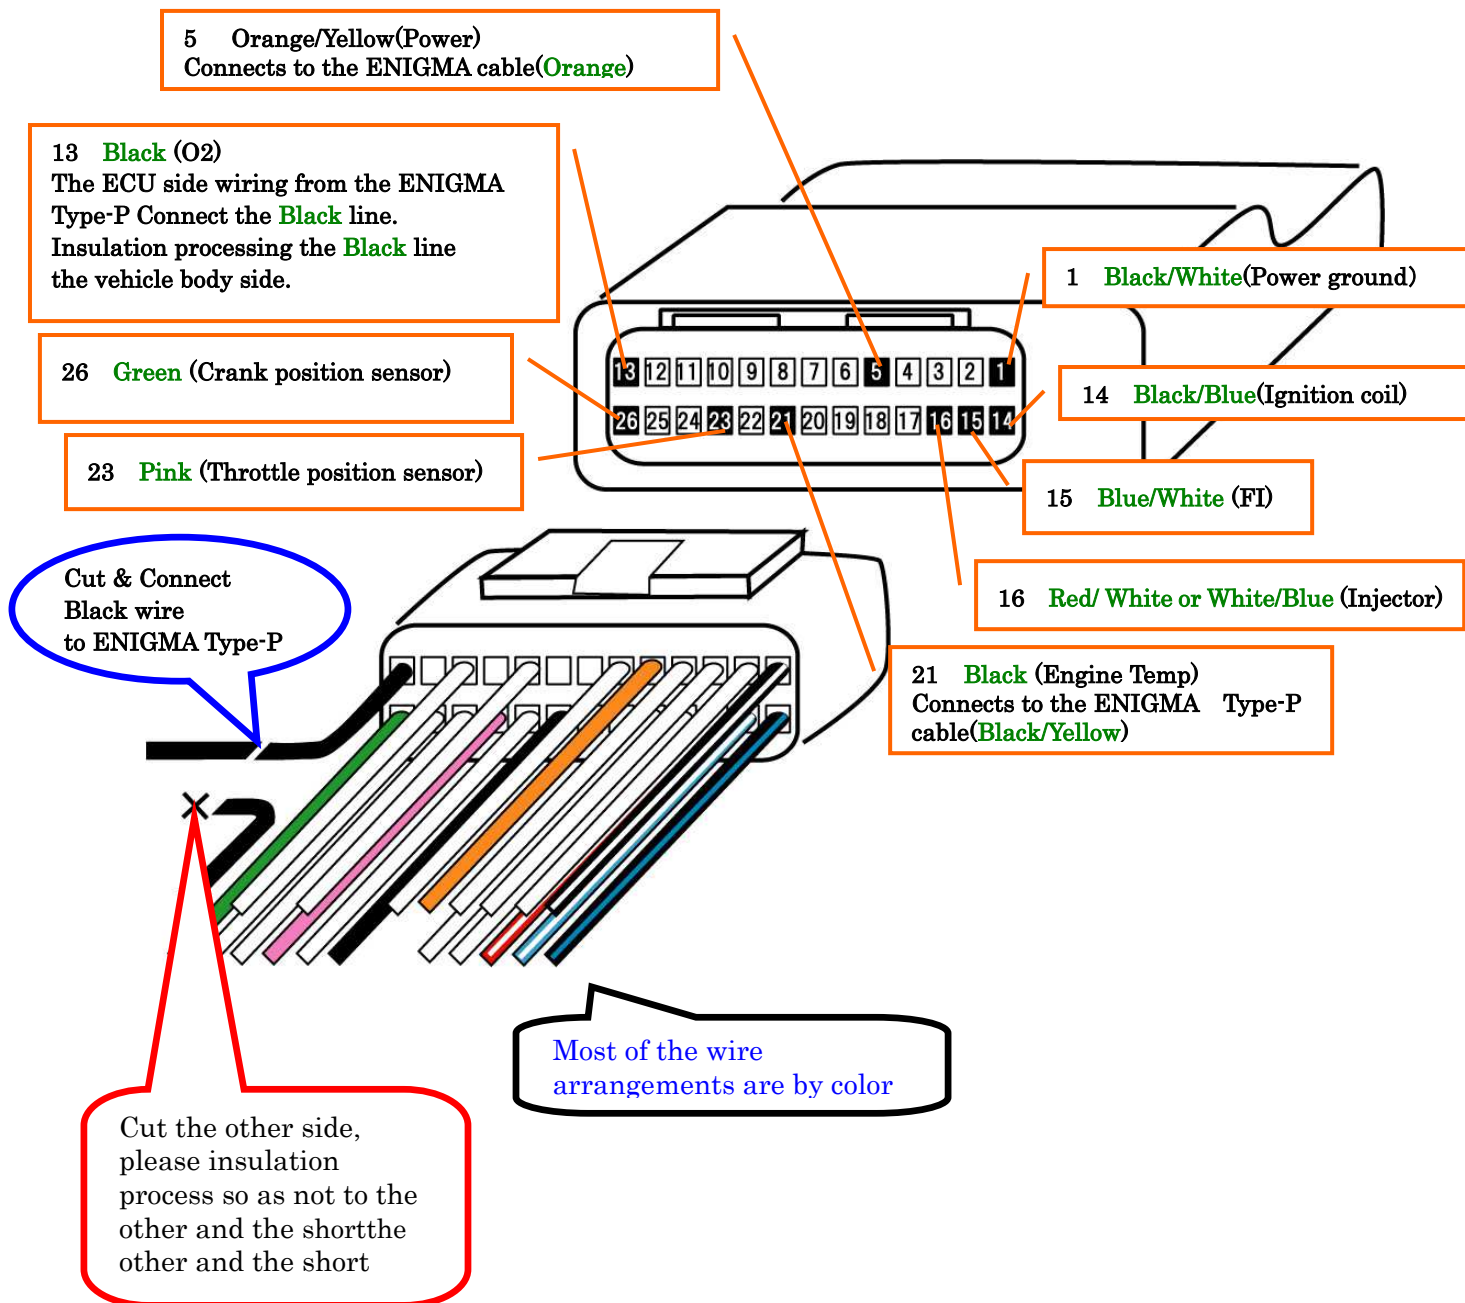 5 Orange/Yellow(Power)
Connects to the ENIGMA cable(Orange)
13 Black (O2)
The ECU side wiring from the ENIGMA
Type-P Connect the Black line.
Insulation processing the Black line
the vehicle body side.
1 Black/White(Power ground)
26 Green (Crank position sensor)
14 Black/Blue(Ignition coil)
23 Pink (Throttle position sensor)
15 Blue/White (FI)
13 12 11 10 9 8 7 6 5 4 3 2 1
26 25 24 23 22 21 20 19 18 17 16 15 14
Cut & Connect
Black wire
to ENIGMA Type-P
16 Red/ White or White/Blue (Injector)
21 Black (Engine Temp)
Connects to the ENIGMA Type-P
cable(Black/Yellow)
Most of the wire
arrangements are by color
Cut the other side,
please insulation
process so as not to the
other and the shortthe
other and the short